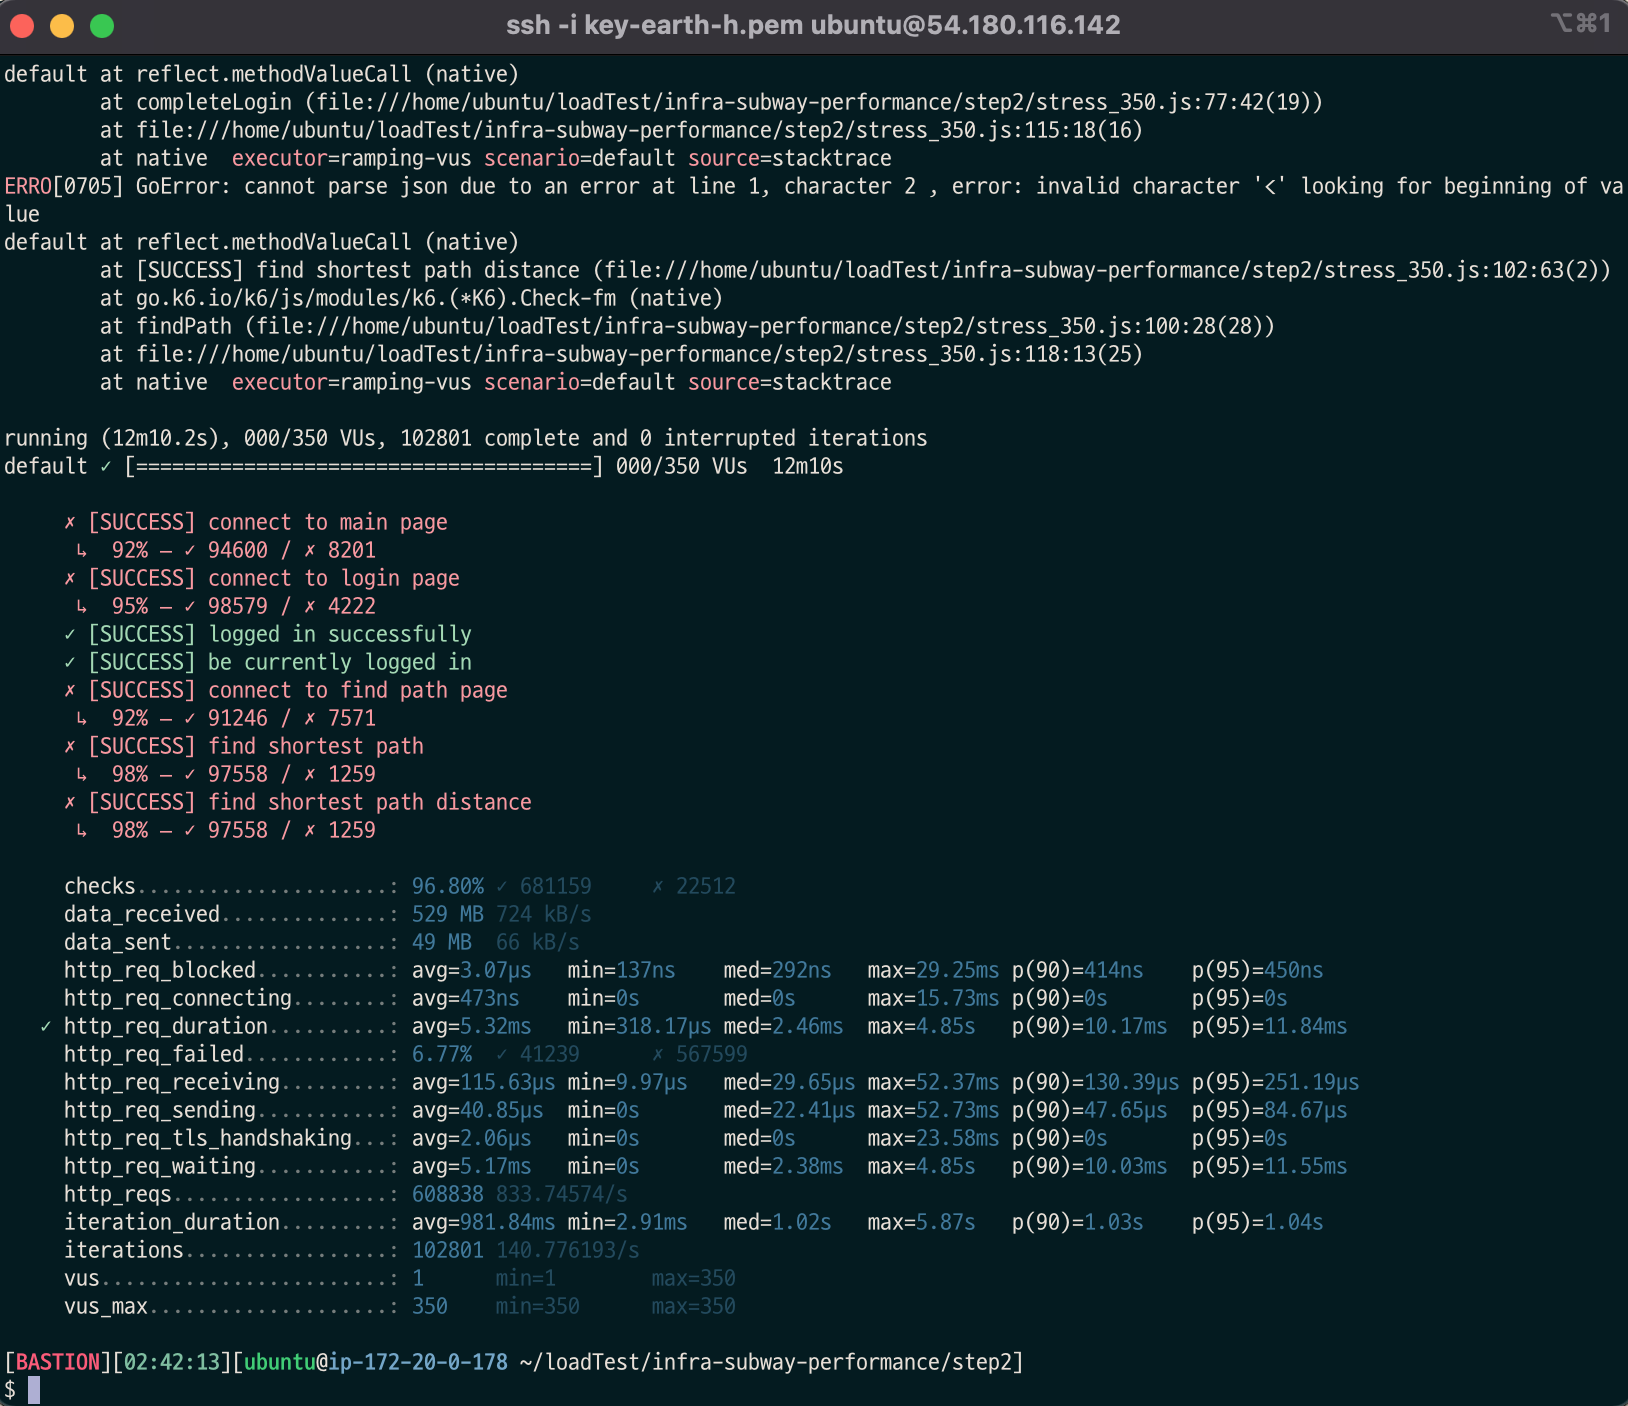 ssh -i key-earth-h.pem ubuntu@54.180.116.142
⌥⌘1
default at reflect.methodValueCall (native)
        at completeLogin (file:///home/ubuntu/loadTest/infra-subway-performance/step2/stress_350.js:77:42(19))
        at file:///home/ubuntu/loadTest/infra-subway-performance/step2/stress_350.js:115:18(16)
        at native  executor=ramping-vus scenario=default source=stacktrace
ERRO[0705] GoError: cannot parse json due to an error at line 1, character 2 , error: invalid character '<' looking for beginning of va
lue
default at reflect.methodValueCall (native)
        at [SUCCESS] find shortest path distance (file:///home/ubuntu/loadTest/infra-subway-performance/step2/stress_350.js:102:63(2))
        at go.k6.io/k6/js/modules/k6.(*K6).Check-fm (native)
        at findPath (file:///home/ubuntu/loadTest/infra-subway-performance/step2/stress_350.js:100:28(28))
        at file:///home/ubuntu/loadTest/infra-subway-performance/step2/stress_350.js:118:13(25)
        at native  executor=ramping-vus scenario=default source=stacktrace
running (12m10.2s), 000/350 VUs, 102801 complete and 0 interrupted iterations
default ✓ [======================================] 000/350 VUs  12m10s
     ✗ [SUCCESS] connect to main page
      ↳  92% — ✓ 94600 / ✗ 8201
     ✗ [SUCCESS] connect to login page
      ↳  95% — ✓ 98579 / ✗ 4222
     ✓ [SUCCESS] logged in successfully
     ✓ [SUCCESS] be currently logged in
     ✗ [SUCCESS] connect to find path page
      ↳  92% — ✓ 91246 / ✗ 7571
     ✗ [SUCCESS] find shortest path
      ↳  98% — ✓ 97558 / ✗ 1259
     ✗ [SUCCESS] find shortest path distance
      ↳  98% — ✓ 97558 / ✗ 1259
     checks.....................: 96.80% ✓ 681159     ✗ 22512
     data_received..............: 529 MB 724 kB/s
     data_sent..................: 49 MB  66 kB/s
     http_req_blocked...........: avg=3.07µs   min=137ns    med=292ns   max=29.25ms p(90)=414ns    p(95)=450ns
     http_req_connecting........: avg=473ns    min=0s       med=0s      max=15.73ms p(90)=0s       p(95)=0s
   ✓ http_req_duration..........: avg=5.32ms   min=318.17µs med=2.46ms  max=4.85s   p(90)=10.17ms  p(95)=11.84ms
     http_req_failed............: 6.77%  ✓ 41239      ✗ 567599
     http_req_receiving.........: avg=115.63µs min=9.97µs   med=29.65µs max=52.37ms p(90)=130.39µs p(95)=251.19µs
     http_req_sending...........: avg=40.85µs  min=0s       med=22.41µs max=52.73ms p(90)=47.65µs  p(95)=84.67µs
     http_req_tls_handshaking...: avg=2.06µs   min=0s       med=0s      max=23.58ms p(90)=0s       p(95)=0s
     http_req_waiting...........: avg=5.17ms   min=0s       med=2.38ms  max=4.85s   p(90)=10.03ms  p(95)=11.55ms
     http_reqs..................: 608838 833.74574/s
     iteration_duration.........: avg=981.84ms min=2.91ms   med=1.02s   max=5.87s   p(90)=1.03s    p(95)=1.04s
     iterations.................: 102801 140.776193/s
     vus........................: 1      min=1        max=350
     vus_max....................: 350    min=350      max=350
[BASTION][02:42:13][ubuntu@ip-172-20-0-178 ~/loadTest/infra-subway-performance/step2]
$